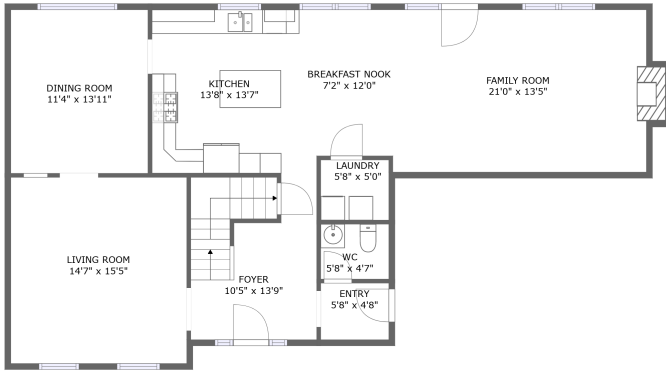 DINING ROOM
11'4" x 13'11"
KITCHEN
13'8" x 13'7"
BREAKFAST NOOK
7'2" x 12'0"
FAMILY ROOM
21'0" x 13'5"
LAUNDRY
5'8" x 5'0"
LIVING ROOM
14'7" x 15'5"
FOYER
10'5" x 13'9"
WC
5'8" x 4'7"
ENTRY
5'8" x 4'8"